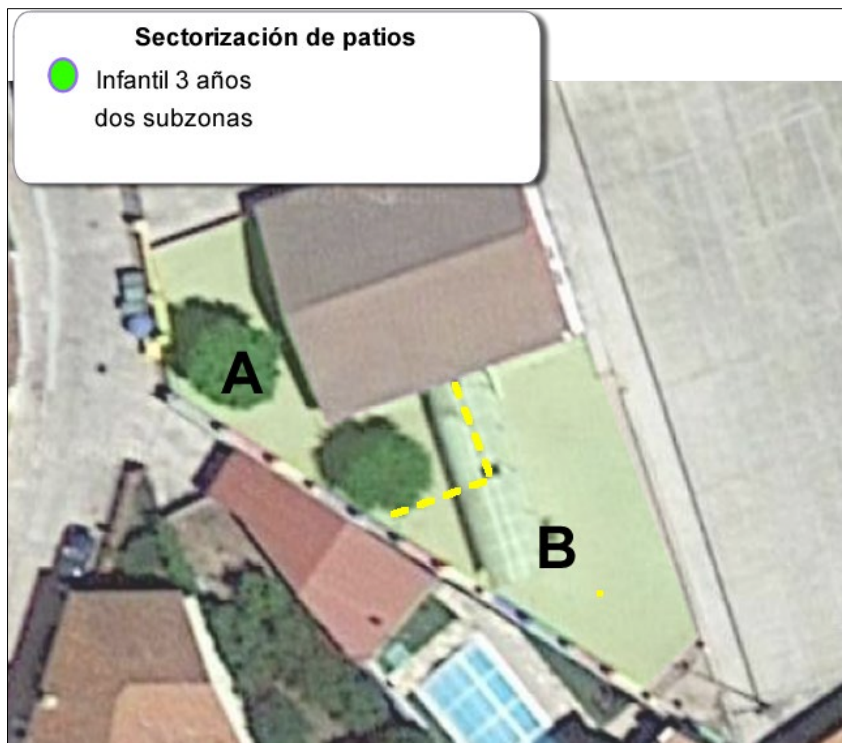 Sectorización de patios
Infantil 3 años
dos subzonas
A
B